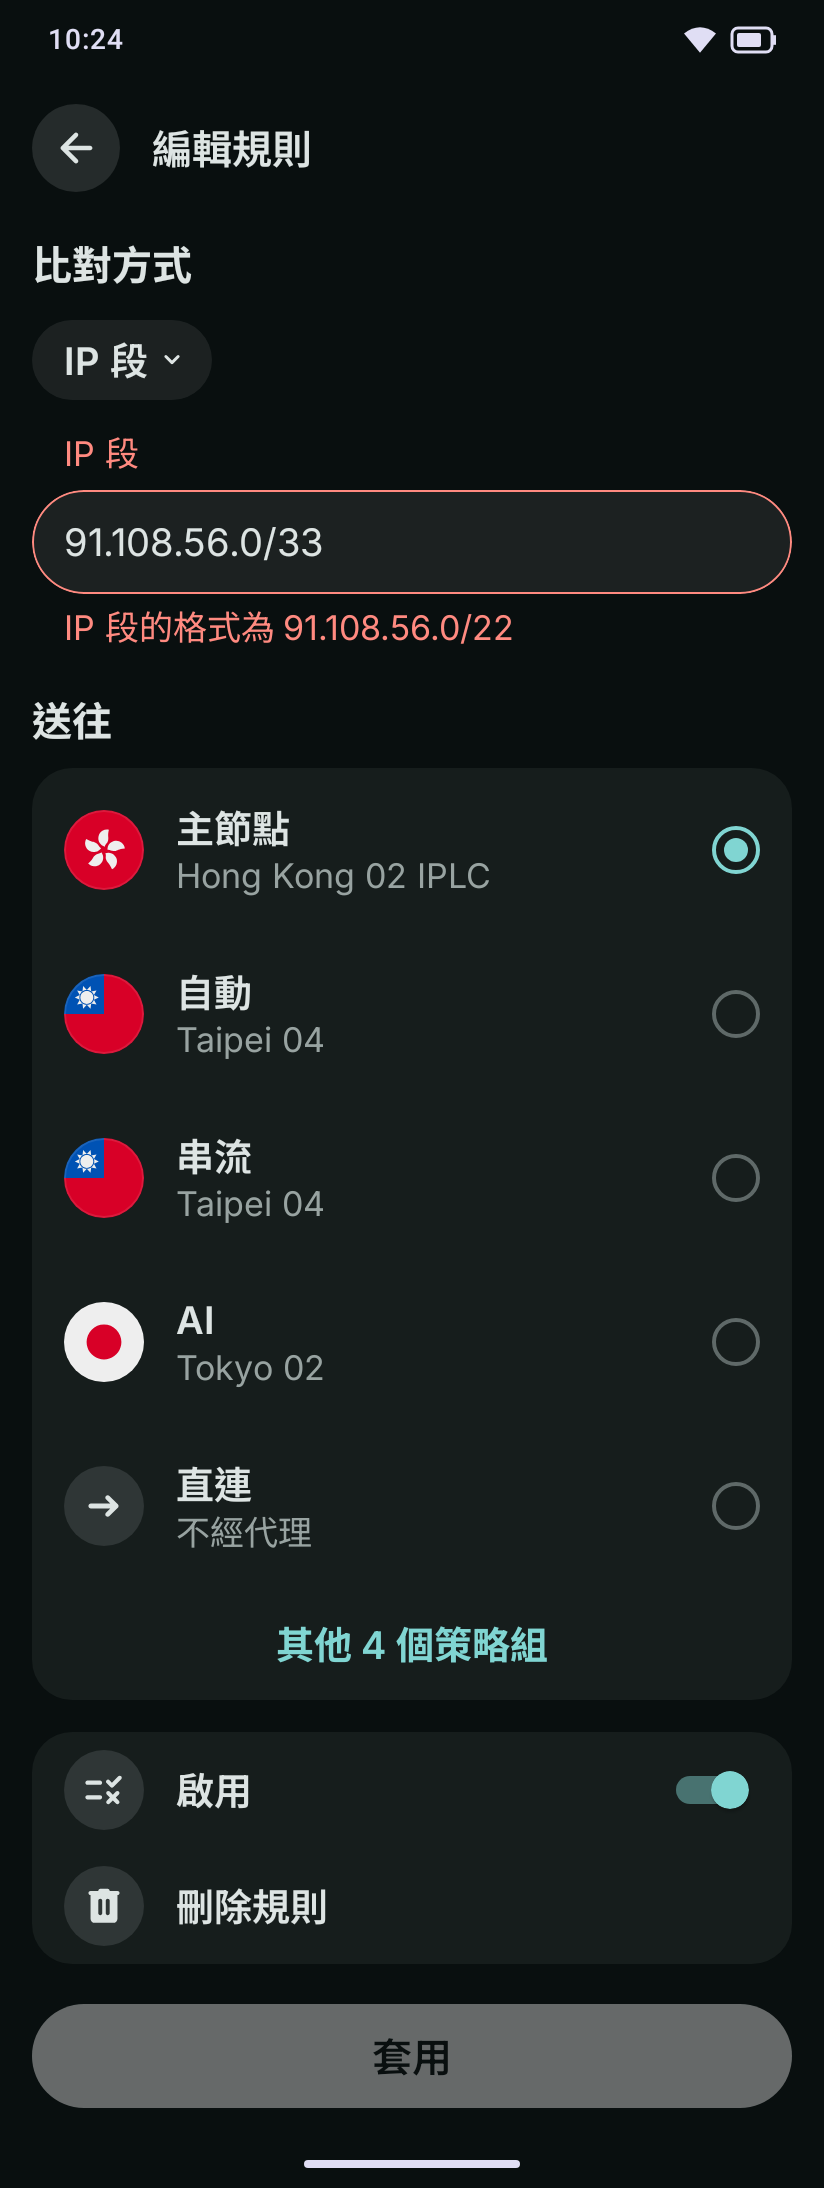 10:24
編輯規則
比對方式
IP 段
IP 段
91.108.56.0/33
IP 段的格式為 91.108.56.0/22
送往
主節點
Hong Kong 02 IPLC
自動
Taipei 04
串流
Taipei 04
AI
Tokyo 02
直連
不經代理
其他 4 個策略組
啟用
刪除規則
套用